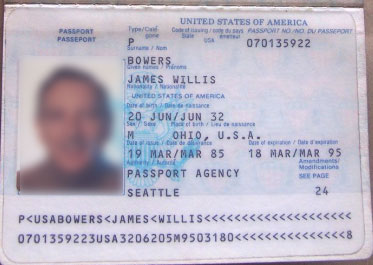 UNITED STATES OF AMERICA
PASSPORT
PASSEPORT
Type/Catégorie
Code of issuing / code du pays
State émetteur
PASSPORT NO./NO. DU PASSEPORT
P USA 070135922
Surname / Nom
BOWERS
Given names / Prénoms
JAMES WILLIS
Nationality / Nationalité
UNITED STATES OF AMERICA
Date of birth / Date de naissance
20 JUN/JUN 32
Sex / Sexe Place of birth / Lieu de naissance
M OHIO, U.S.A.
Date of issue / Date de délivrance Date of expiration / Date d'expiration
19 MAR/MAR 85 18 MAR/MAR 95
Authority / Autorité Amendments/
Modifications
PASSPORT AGENCY SEE PAGE
SEATTLE 24
P<USABOWERS<JAMES<WILLIS<<<<<<<<<<<<<<<<<<<<
0701359223USA3206205M9503180<<<<<<<<<<<<<<<8